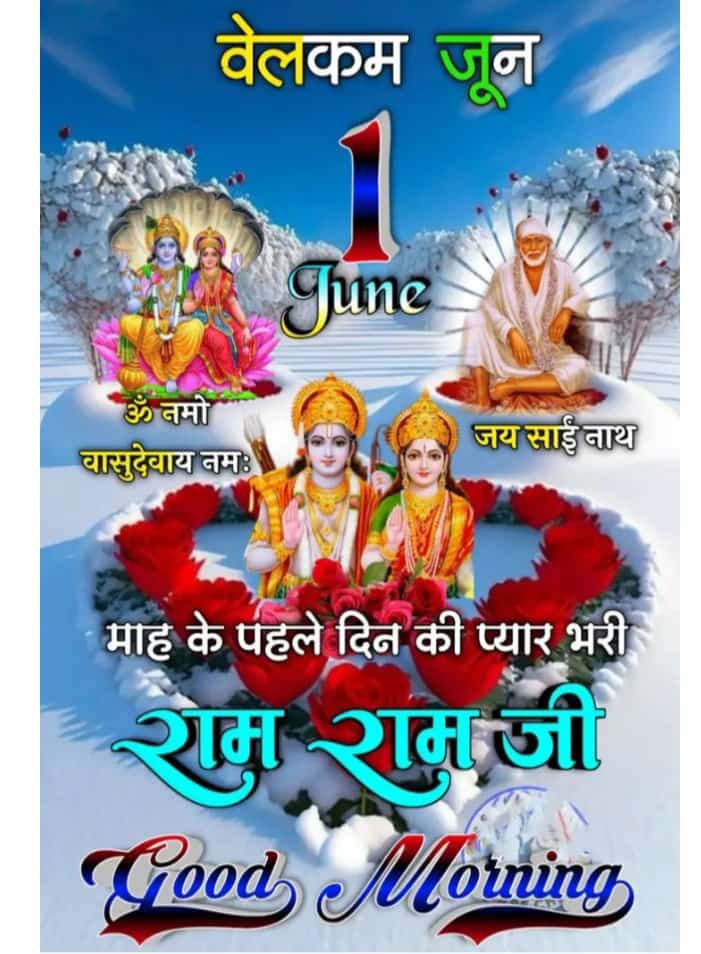 वेलकम जून
1
June
ॐ नमो
वासुदेवाय नमः
जय साईं नाथ
माह के पहले दिन की प्यार भरी
राम राम जी
Good Morning